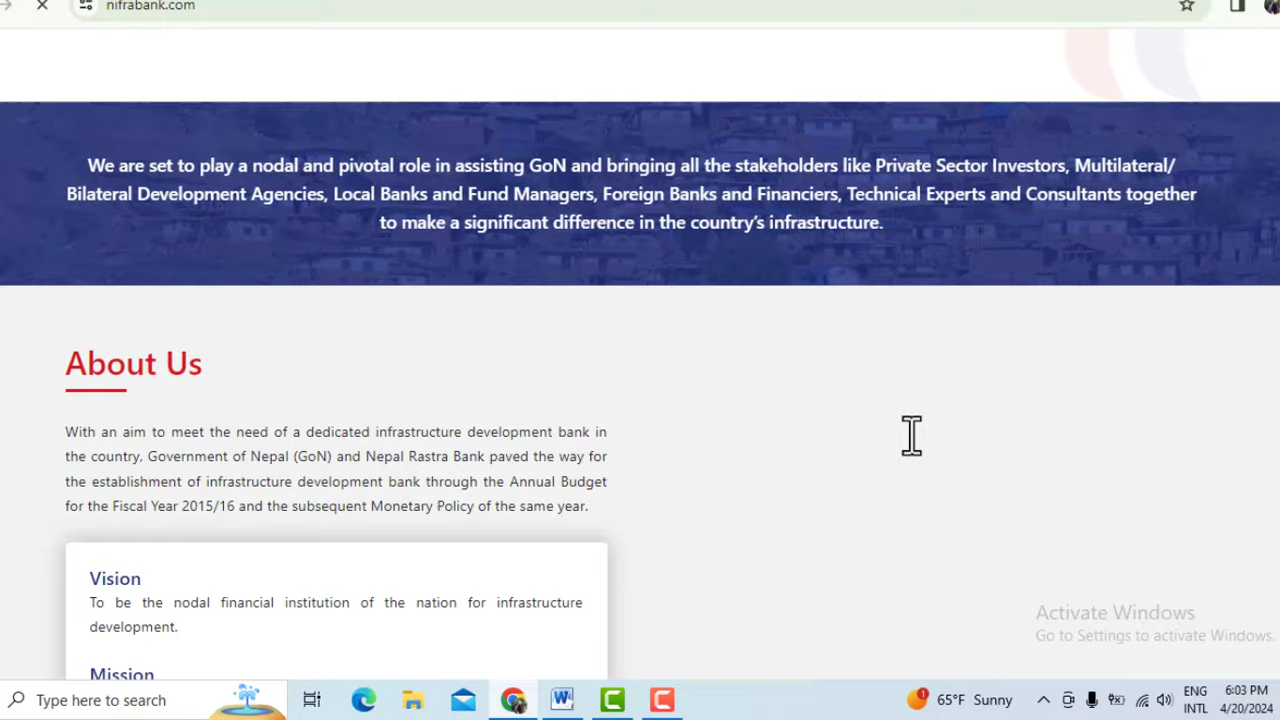 nifrabank.com
We are set to play a nodal and pivotal role in assisting GoN and bringing all the stakeholders like Private Sector Investors, Multilateral/
Bilateral Development Agencies, Local Banks and Fund Managers, Foreign Banks and Financiers, Technical Experts and Consultants together
to make a significant difference in the country's infrastructure.
About Us
With an aim to meet the need of a dedicated infrastructure development bank in
the country, Government of Nepal (GoN) and Nepal Rastra Bank paved the way for
the establishment of infrastructure development bank through the Annual Budget
for the Fiscal Year 2015/16 and the subsequent Monetary Policy of the same year.
Vision
To be the nodal financial institution of the nation for infrastructure
development.
Mission
Activate Windows
Go to Settings to activate Windows.
Type here to search
65°F Sunny
ENG
INTL
6:03 PM
4/20/2024